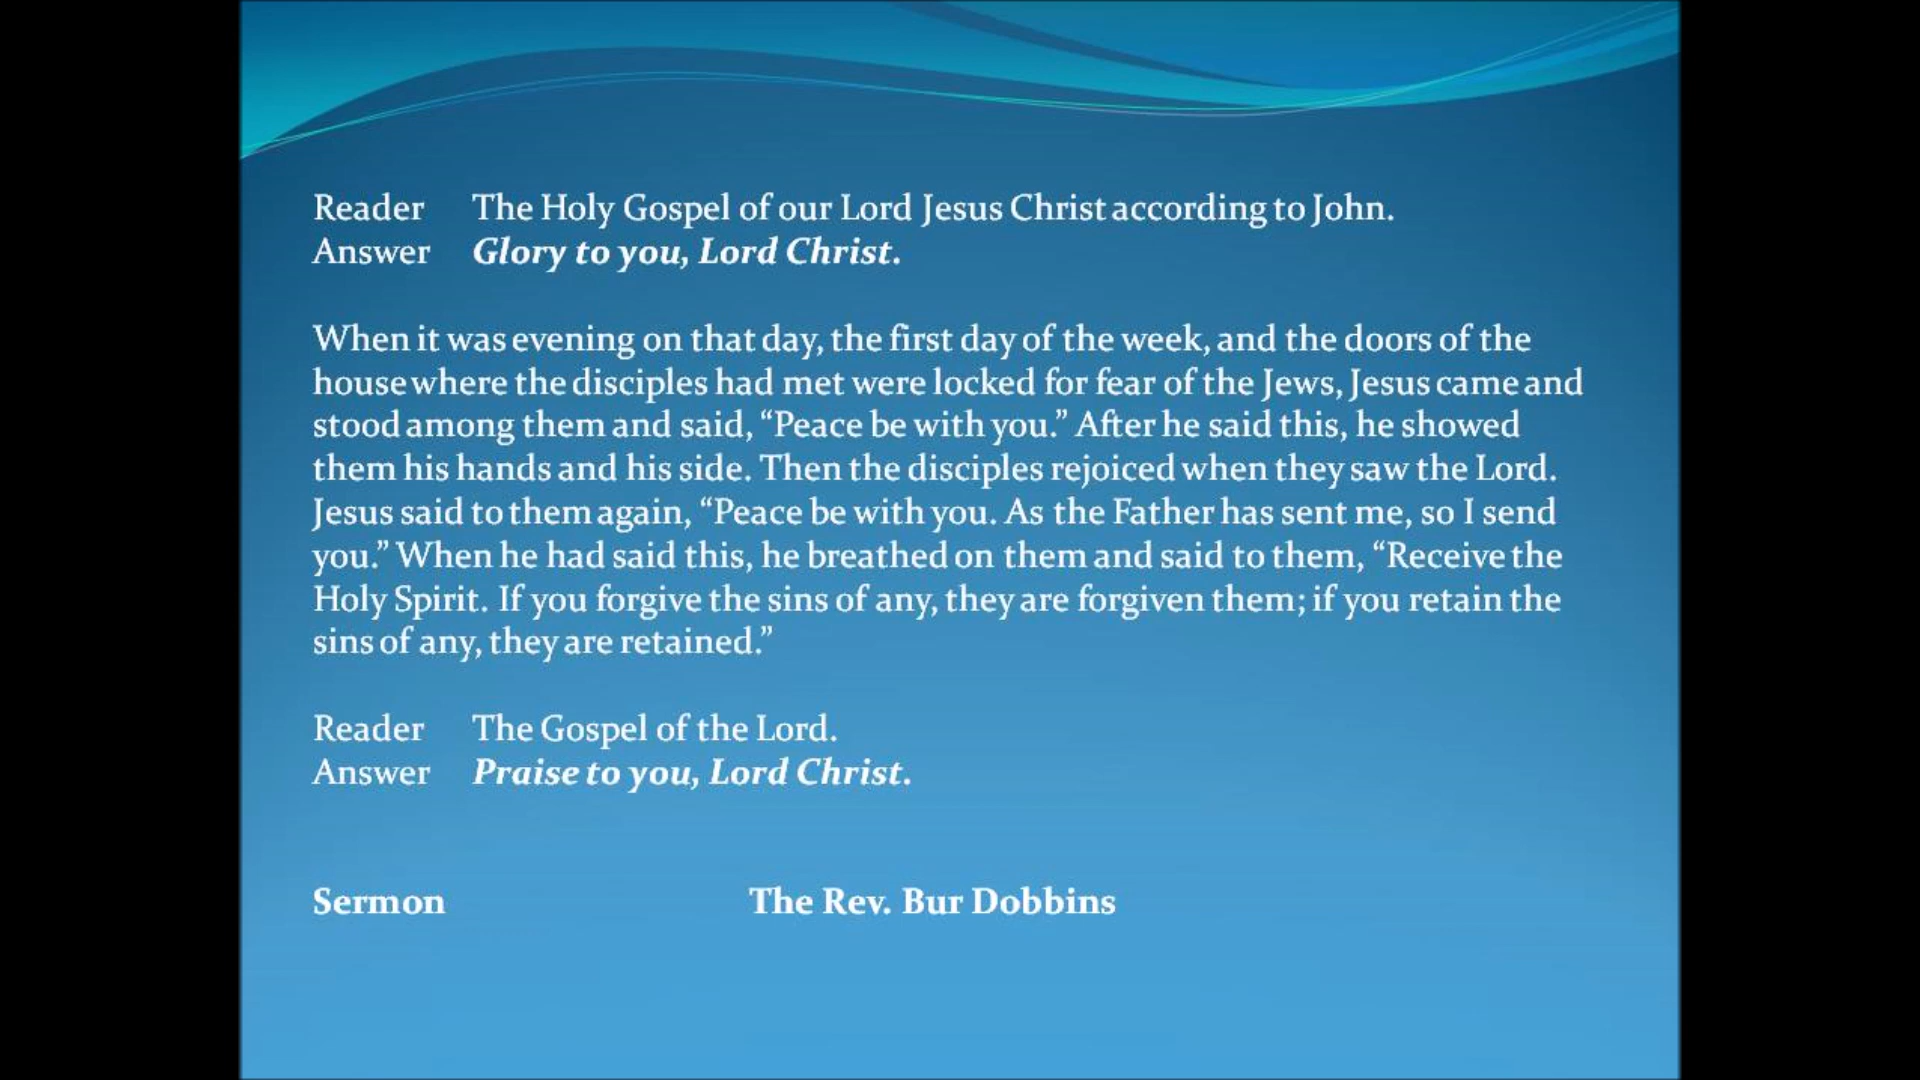 Reader The Holy Gospel of our Lord Jesus Christ according to John.
Answer Glory to you, Lord Christ.
When it was evening on that day, the first day of the week, and the doors of the
house where the disciples had met were locked for fear of the Jews, Jesus came and
stood among them and said, “Peace be with you.” After he said this, he showed
them his hands and his side. Then the disciples rejoiced when they saw the Lord.
Jesus said to them again, “Peace be with you. As the Father has sent me, so I send
you.” When he had said this, he breathed on them and said to them, “Receive the
Holy Spirit. If you forgive the sins of any, they are forgiven them; if you retain the
sins of any, they are retained.”
Reader The Gospel of the Lord.
Answer Praise to you, Lord Christ.
Sermon The Rev. Bur Dobbins